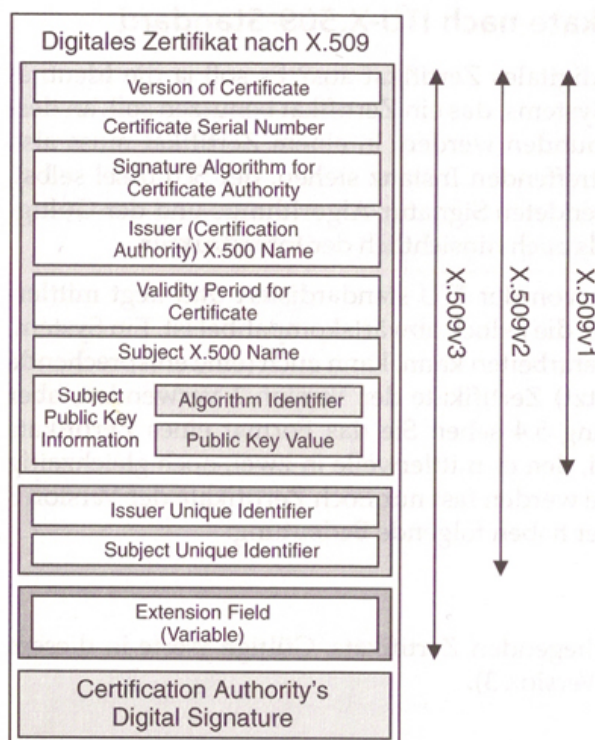 Digitales Zertifikat nach X.509
Version of Certificate
Certificate Serial Number
Signature Algorithm for
Certificate Authority
Issuer (Certification
Authority) X.500 Name
Validity Period for
Certificate
Subject X.500 Name
Subject
Public Key
Information
Algorithm Identifier
Public Key Value
Issuer Unique Identifier
Subject Unique Identifier
Extension Field
(Variable)
Certification Authority's
Digital Signature
X.509v3
X.509v2
X.509v1